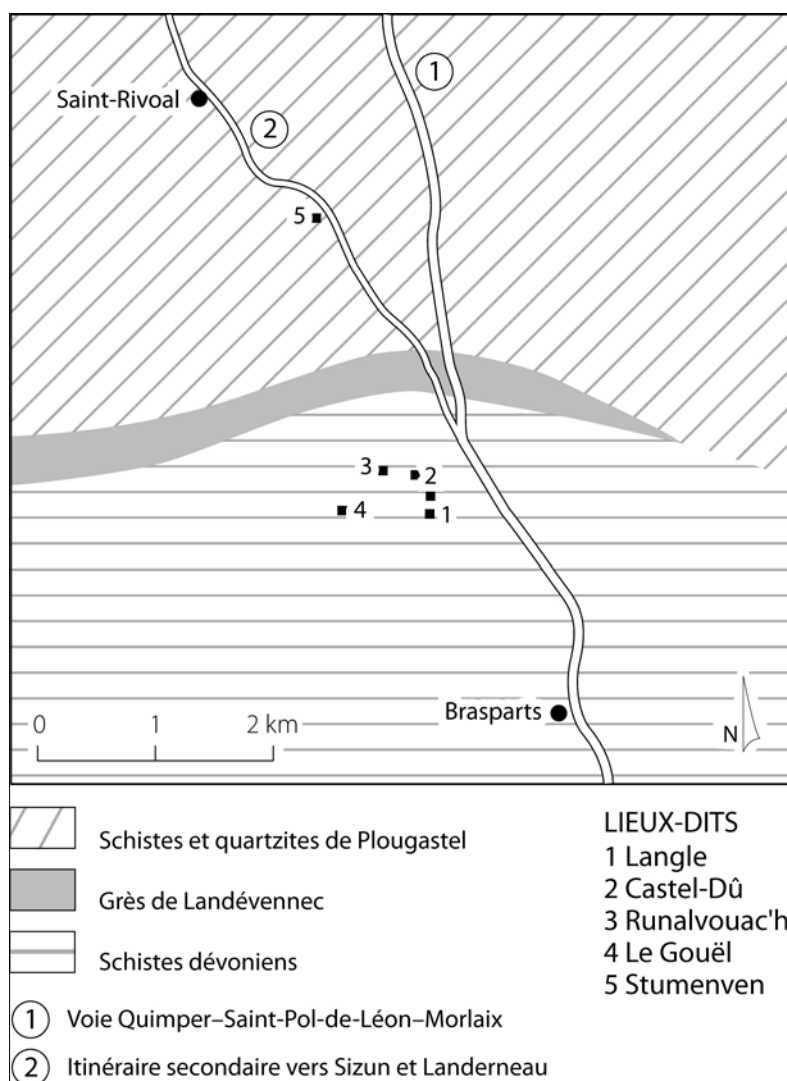 1
Saint-Rivoal
2
5
3
2
4
1
0 1 2 km
Brasparts
N
Schistes et quartzites de Plougastel
Grès de Landévennec
Schistes dévoniens
1 Voie Quimper–Saint-Pol-de-Léon–Morlaix
2 Itinéraire secondaire vers Sizun et Landerneau
LIEUX-DITS
1 Langle
2 Castel-Dû
3 Runalvouac'h
4 Le Gouël
5 Stumenven